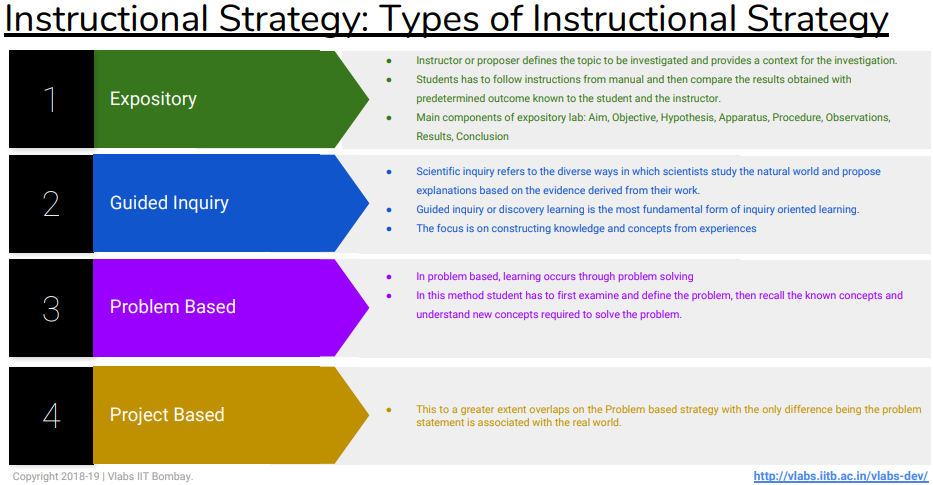 Instructional Strategy: Types of Instructional Strategy
1
Expository
● Instructor or proposer defines the topic to be investigated and provides a context for the investigation.
● Students has to follow instructions from manual and then compare the results obtained with
predetermined outcome known to the student and the instructor.
● Main components of expository lab: Aim, Objective, Hypothesis, Apparatus, Procedure, Observations,
Results, Conclusion
2
Guided Inquiry
● Scientific inquiry refers to the diverse ways in which scientists study the natural world and propose
explanations based on the evidence derived from their work.
● Guided inquiry or discovery learning is the most fundamental form of inquiry oriented learning.
● The focus is on constructing knowledge and concepts from experiences
3
Problem Based
● In problem based, learning occurs through problem solving
● In this method student has to first examine and define the problem, then recall the known concepts and
understand new concepts required to solve the problem.
4
Project Based
● This to a greater extent overlaps on the Problem based strategy with the only difference being the problem
statement is associated with the real world.
Copyright 2018-19 | Vlabs IIT Bombay.
http://vlabs.iitb.ac.in/vlabs-dev/